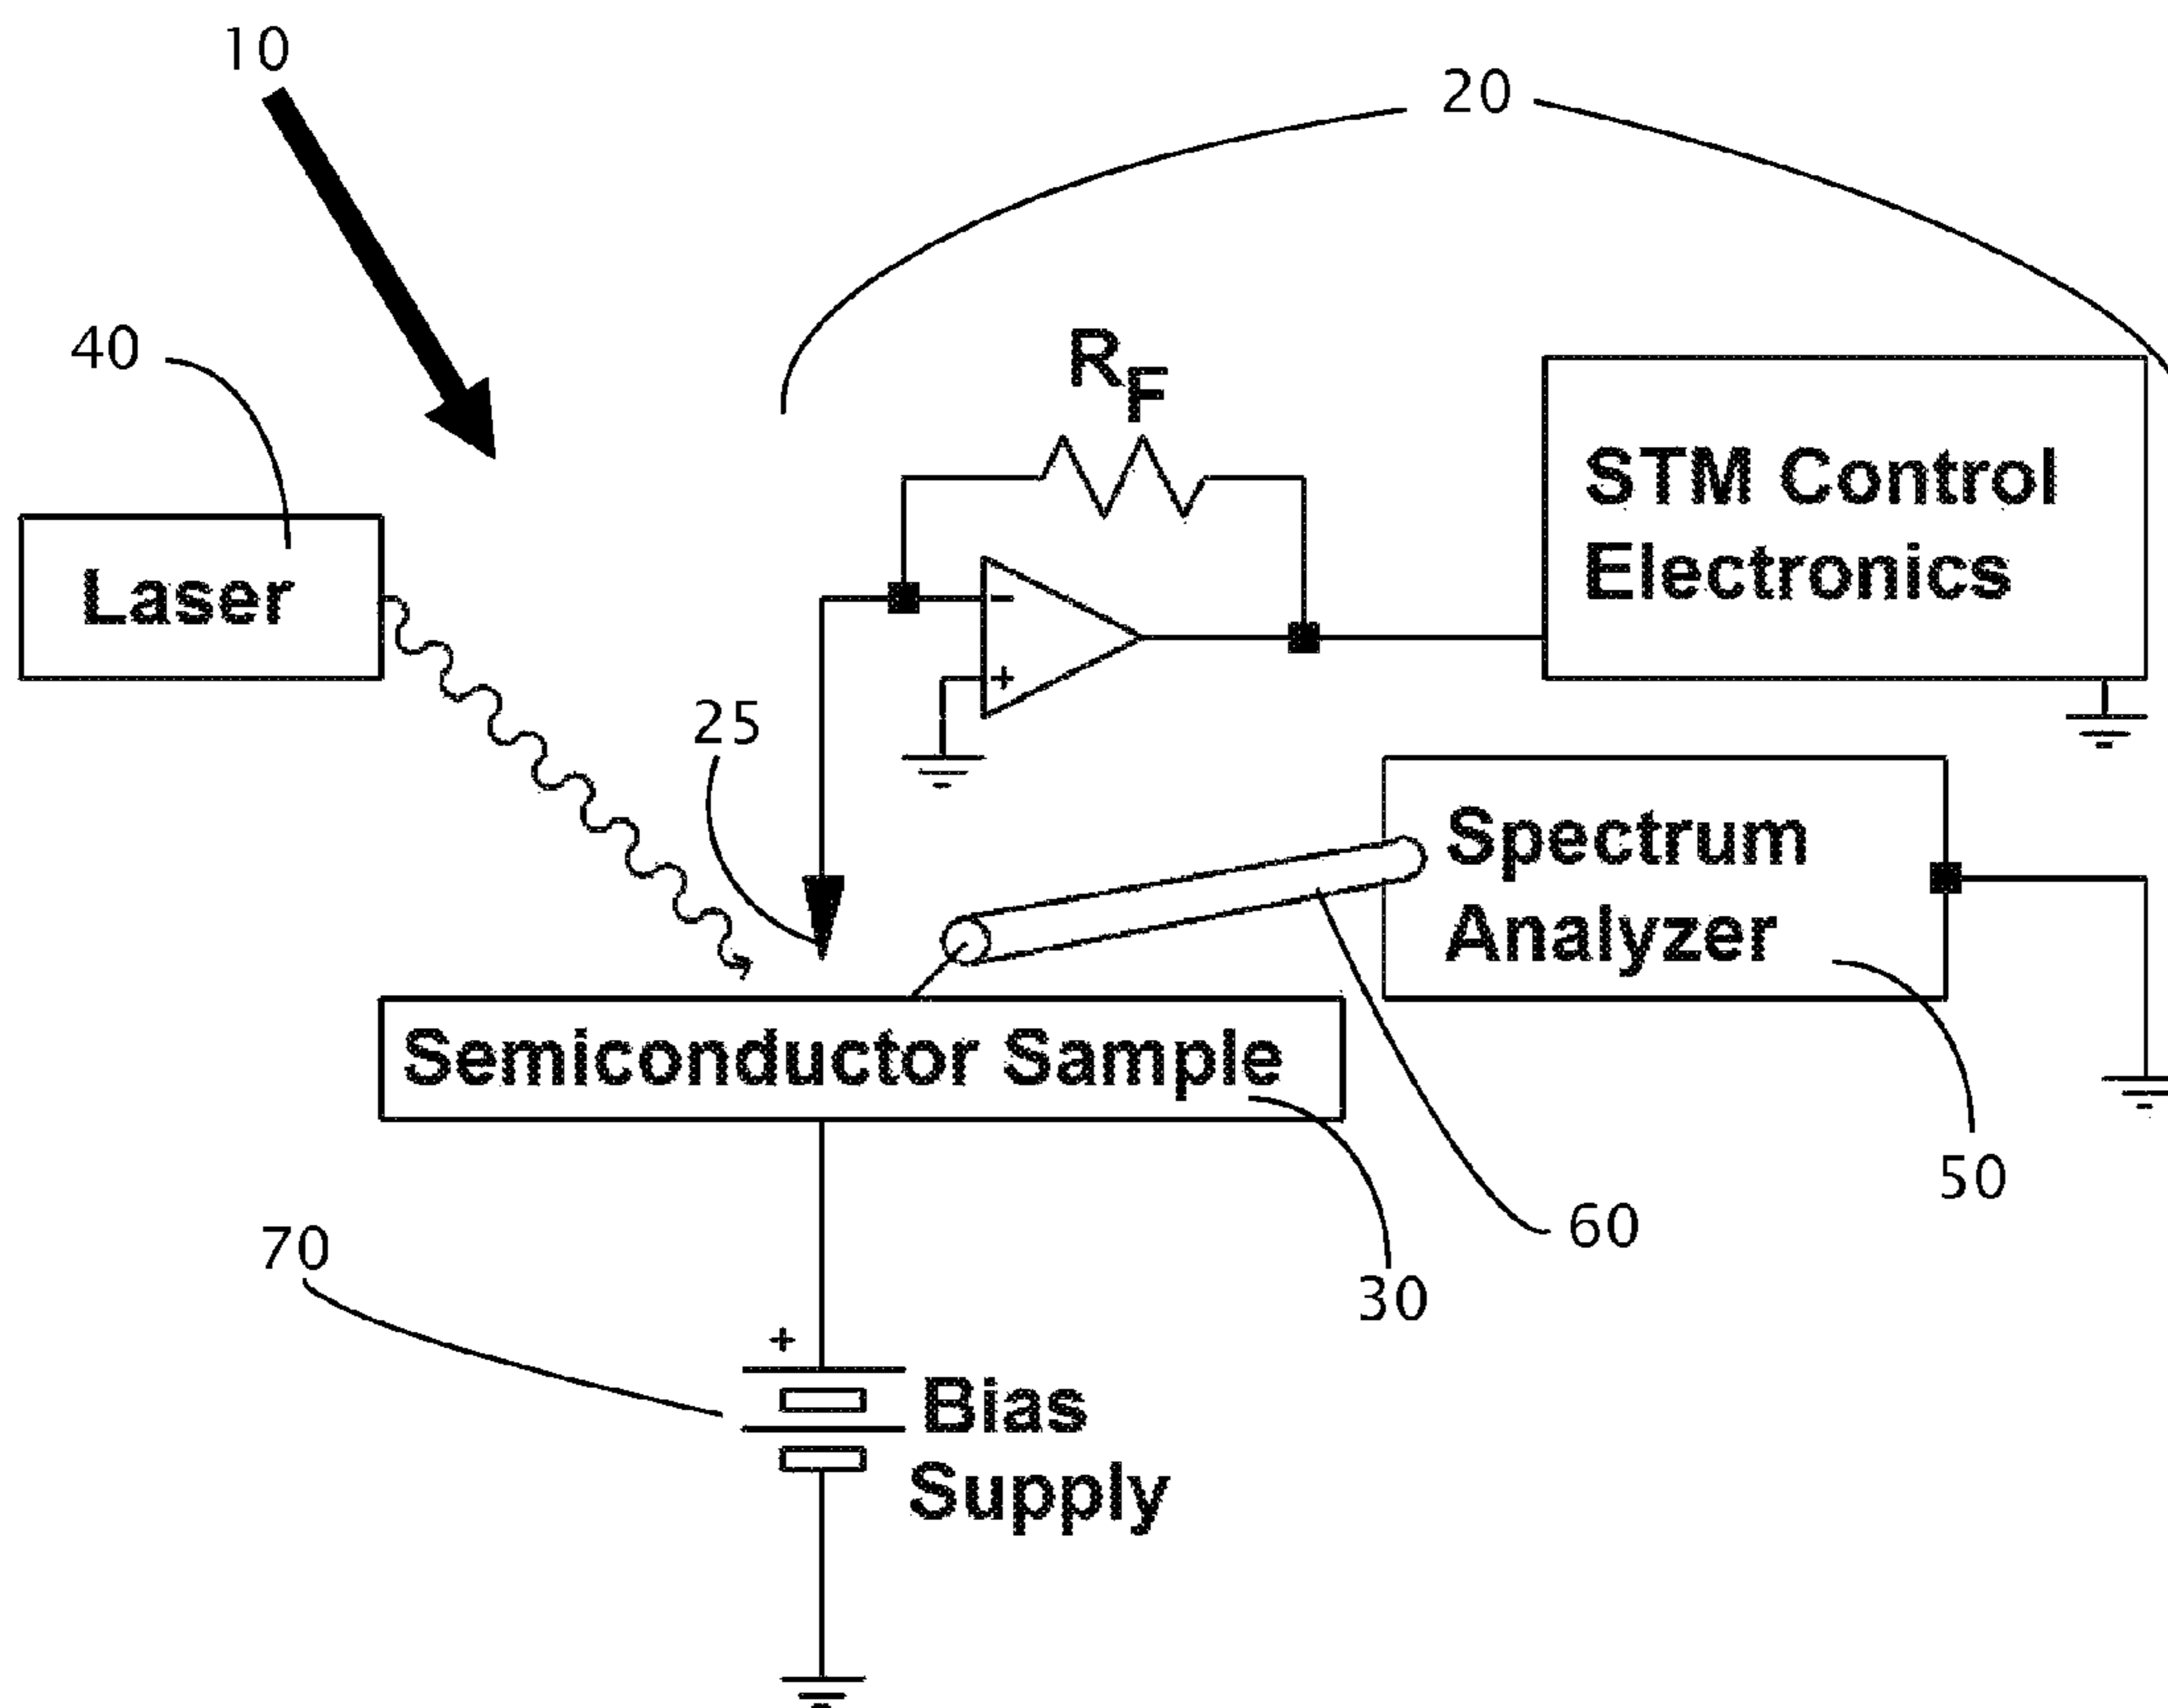 10
20
40
RF
STM Control
Electronics
Laser
−
+
25
Spectrum
Analyzer
Semiconductor Sample
50
60
70
30
+
Bias
Supply